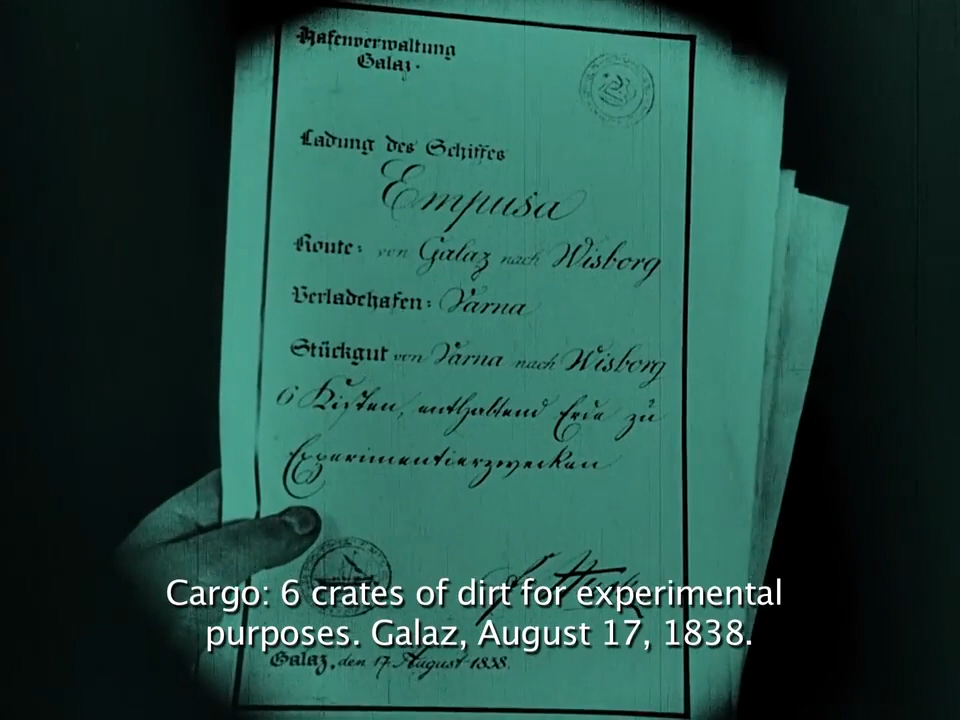 Hafenverwaltung
Galaz.
Ladung des Schiffes
Empusa
Route: von Galaz nach Wisborg
Verladehafen: Varna
Stückgut von Varna nach Wisborg
6 Kisten, enthaltend Erde zu
Experimentierzwecken
Cargo: 6 crates of dirt for experimental
purposes. Galaz, August 17, 1838.
Galaz, den 17. August 1838.